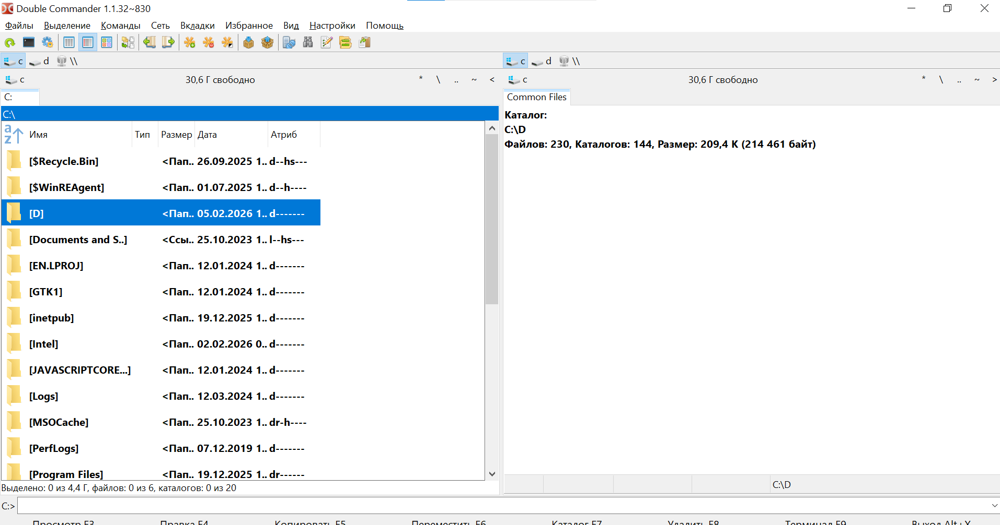 Double Commander 1.1.32~830
Файлы Выделение Команды Сеть Вкладки Избранное Вид Настройки Помощь
c d \\ c d \\
c 30,6 Г свободно * \ .. ~ < c 30,6 Г свободно * \ .. ~ >
C: Common Files
C:\
Каталог:
C:\D
Файлов: 230, Каталогов: 144, Размер: 209,4 К (214 461 байт)
Имя Тип Размер Дата Атриб
[$Recycle.Bin] <Пап.. 26.09.2025 1.. d--hs---
[$WinREAgent] <Пап.. 01.07.2025 1.. d--h----
[D] <Пап.. 05.02.2026 1.. d-------
[Documents and S..] <Ссы.. 25.10.2023 1.. l--hs---
[EN.LPROJ] <Пап.. 12.01.2024 1.. d-------
[GTK1] <Пап.. 12.01.2024 1.. d-------
[inetpub] <Пап.. 19.12.2025 1.. d-------
[Intel] <Пап.. 02.02.2026 0.. d-------
[JAVASCRIPTCORE...] <Пап.. 12.01.2024 1.. d-------
[Logs] <Пап.. 12.03.2024 1.. d-------
[MSOCache] <Пап.. 25.10.2023 1.. dr-h----
[PerfLogs] <Пап.. 07.12.2019 1.. d-------
[Program Files] <Пап.. 19.12.2025 1.. dr------
Выделено: 0 из 4,4 Г, файлов: 0 из 6, каталогов: 0 из 20
C:\D
C:>
Просмотр F3 Правка F4 Копировать F5 Переместить F6 Каталог F7 Удалить F8 Терминал F9 Выход Alt+X